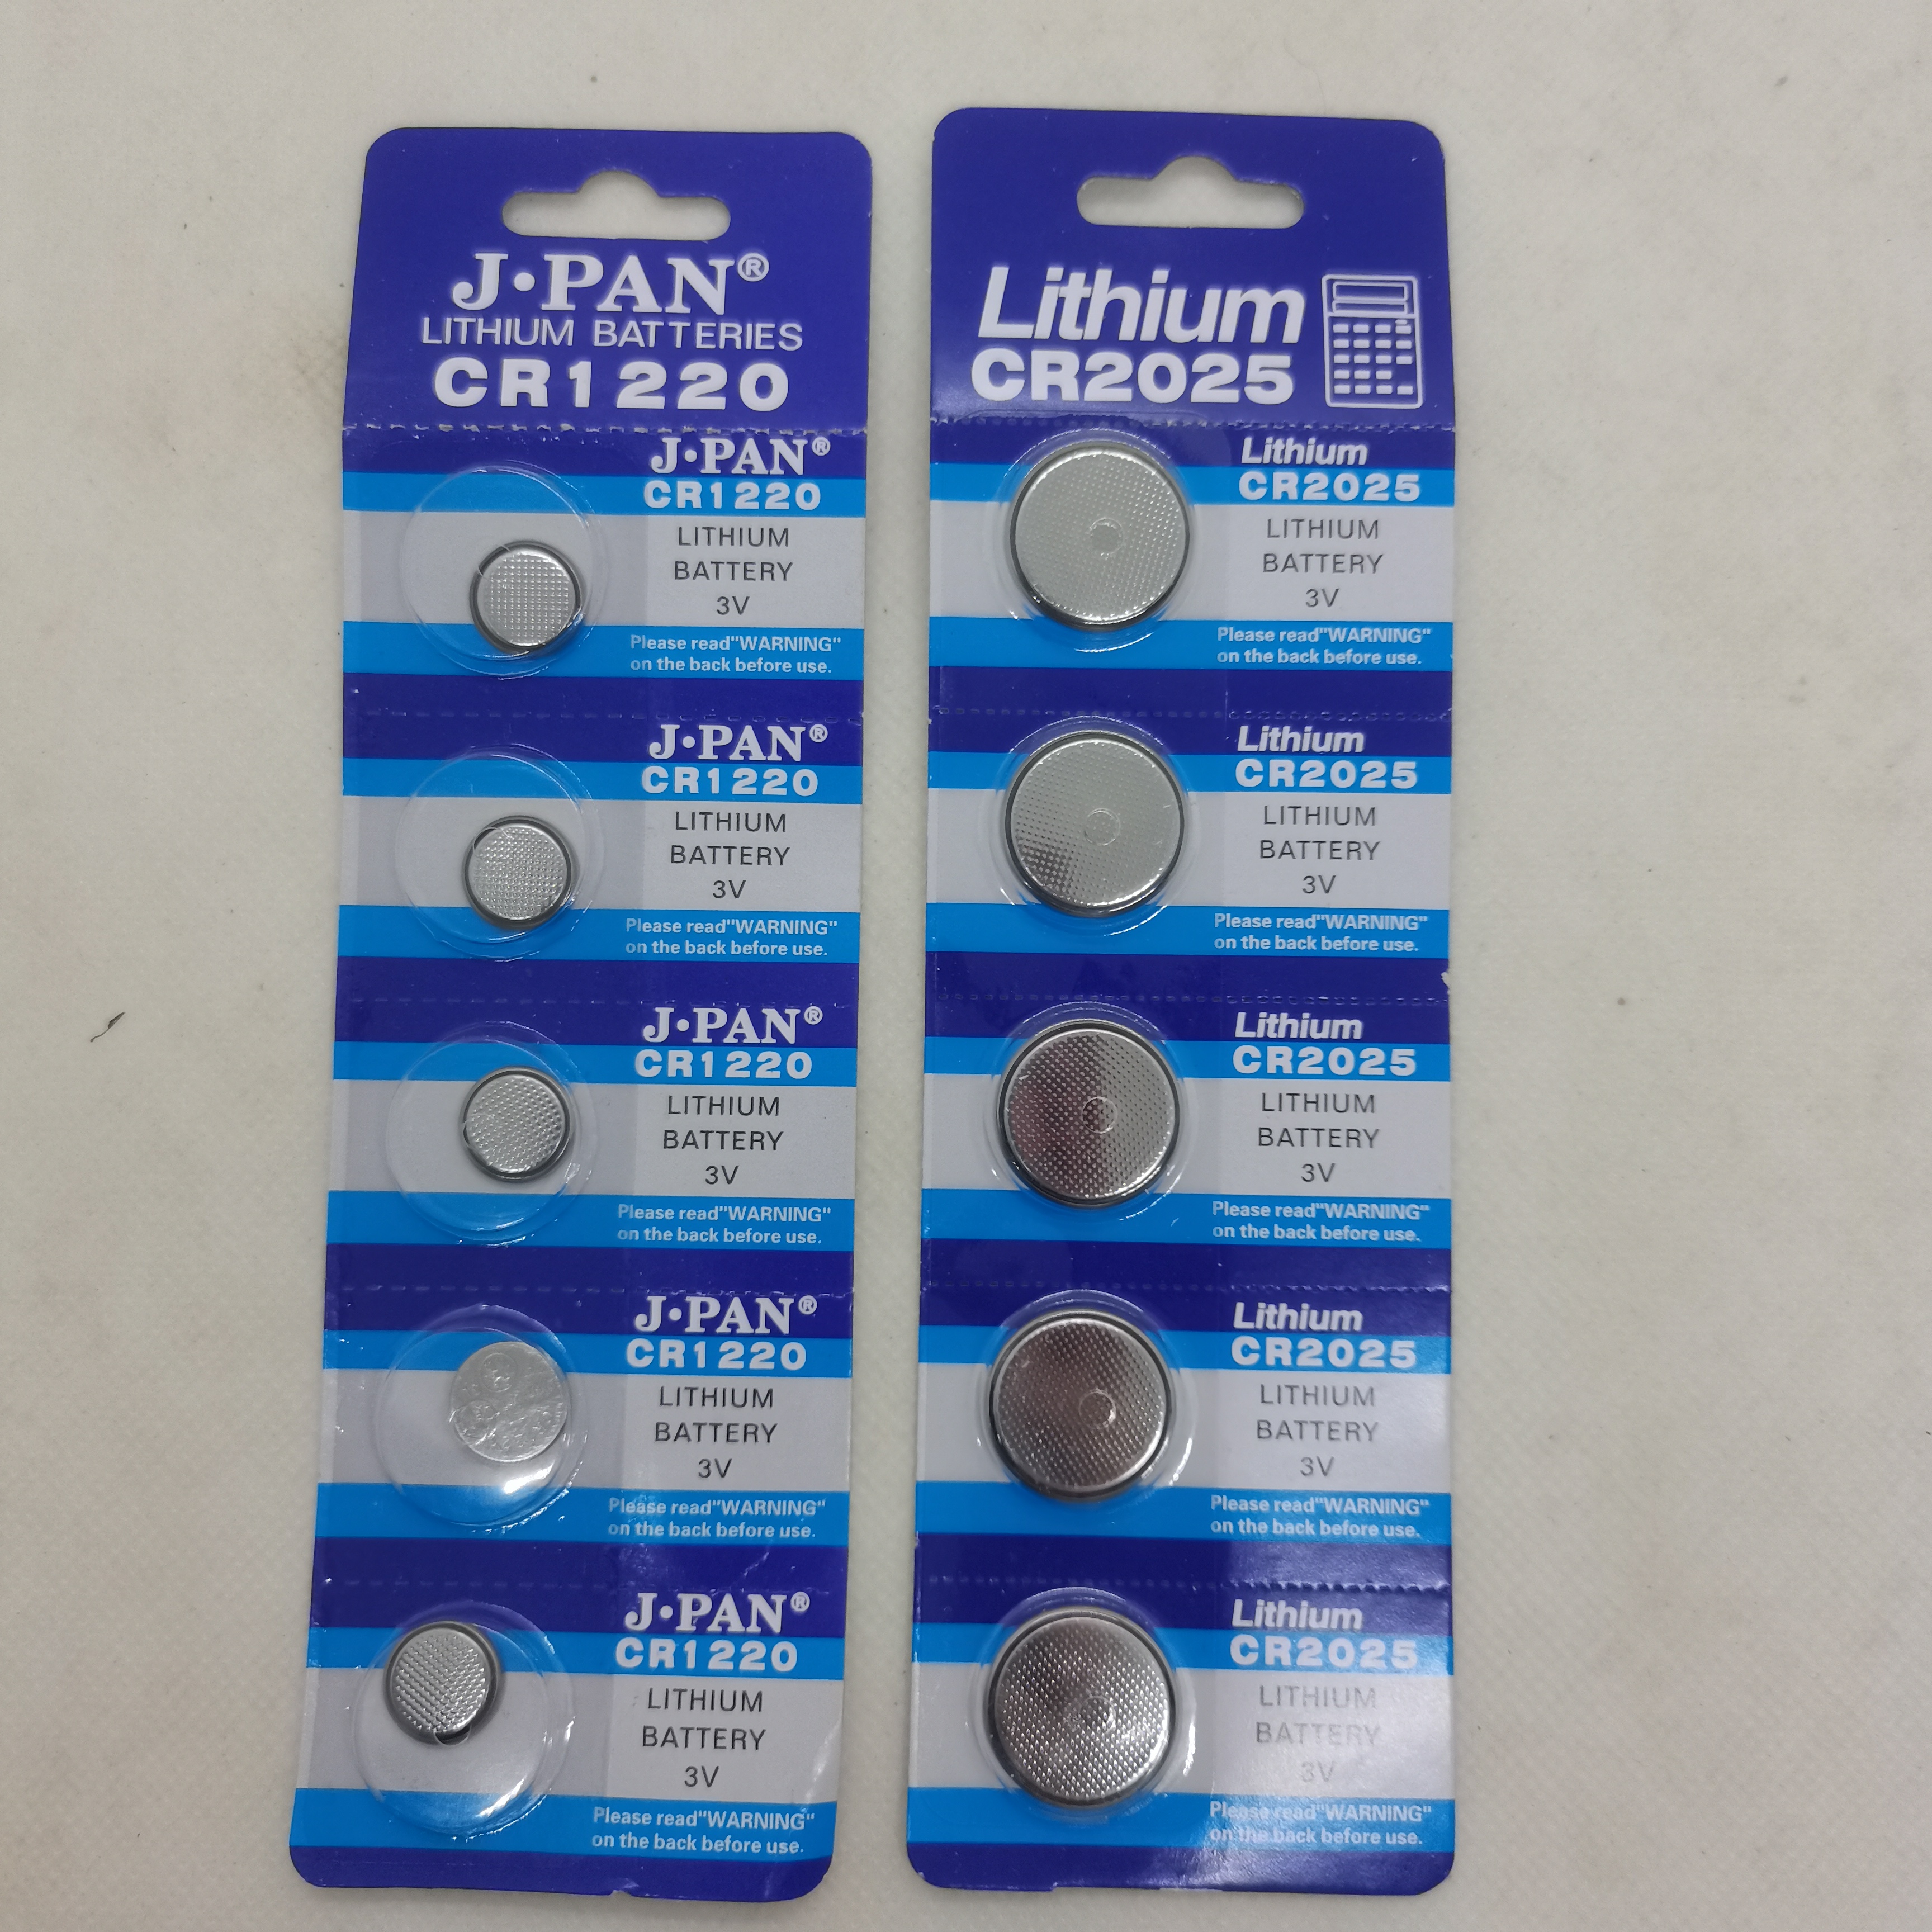 J·PAN®
LITHIUM BATTERIES
CR1220
J·PAN®
CR1220
LITHIUM
BATTERY
3V
Please read"WARNING"
on the back before use.
J·PAN®
CR1220
LITHIUM
BATTERY
3V
Please read"WARNING"
on the back before use.
J·PAN®
CR1220
LITHIUM
BATTERY
3V
Please read"WARNING"
on the back before use.
J·PAN®
CR1220
LITHIUM
BATTERY
3V
Please read"WARNING"
on the back before use.
J·PAN®
CR1220
LITHIUM
BATTERY
3V
Please read"WARNING"
on the back before use.
Lithium
CR2025
Lithium
CR2025
LITHIUM
BATTERY
3V
Please read"WARNING"
on the back before use.
Lithium
CR2025
LITHIUM
BATTERY
3V
Please read"WARNING"
on the back before use.
Lithium
CR2025
LITHIUM
BATTERY
3V
Please read"WARNING"
on the back before use.
Lithium
CR2025
LITHIUM
BATTERY
3V
Please read"WARNING"
on the back before use.
Lithium
CR2025
LITHIUM
BATTERY
3V
Please read"WARNING"
on the back before use.